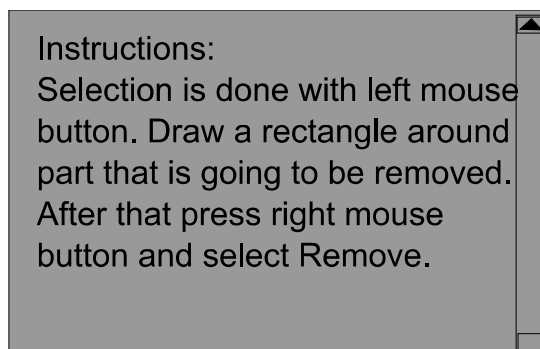 Instructions:
Selection is done with left mouse
button. Draw a rectangle around
part that is going to be removed.
After that press right mouse
button and select Remove.